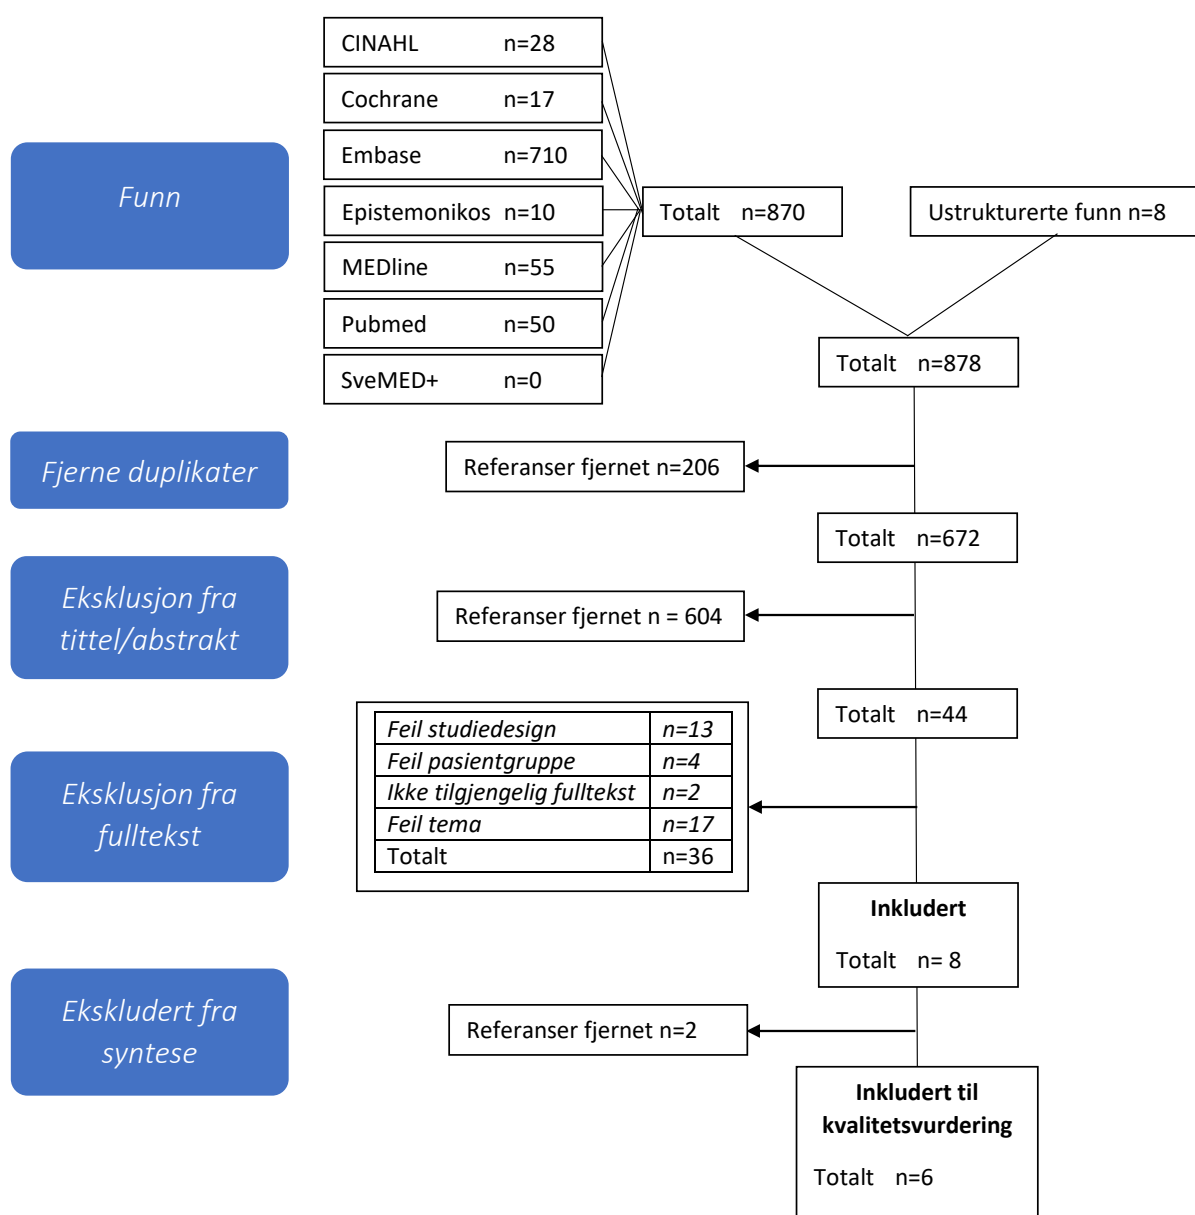 CINAHL n=28
Cochrane n=17
Embase n=710
Epistemonikos n=10
MEDline n=55
Pubmed n=50
SveMED+ n=0
Funn
Totalt n=870
Ustrukturerte funn n=8
Totalt n=878
Fjerne duplikater
Referanser fjernet n=206
Totalt n=672
Eksklusjon fra
tittel/abstrakt
Referanser fjernet n = 604
Totalt n=44
Eksklusjon fra
fulltekst
Feil studiedesign n=13
Feil pasientgruppe n=4
Ikke tilgjengelig fulltekst n=2
Feil tema n=17
Totalt n=36
Inkludert
Totalt n= 8
Ekskludert fra
syntese
Referanser fjernet n=2
Inkludert til
kvalitetsvurdering
Totalt n=6